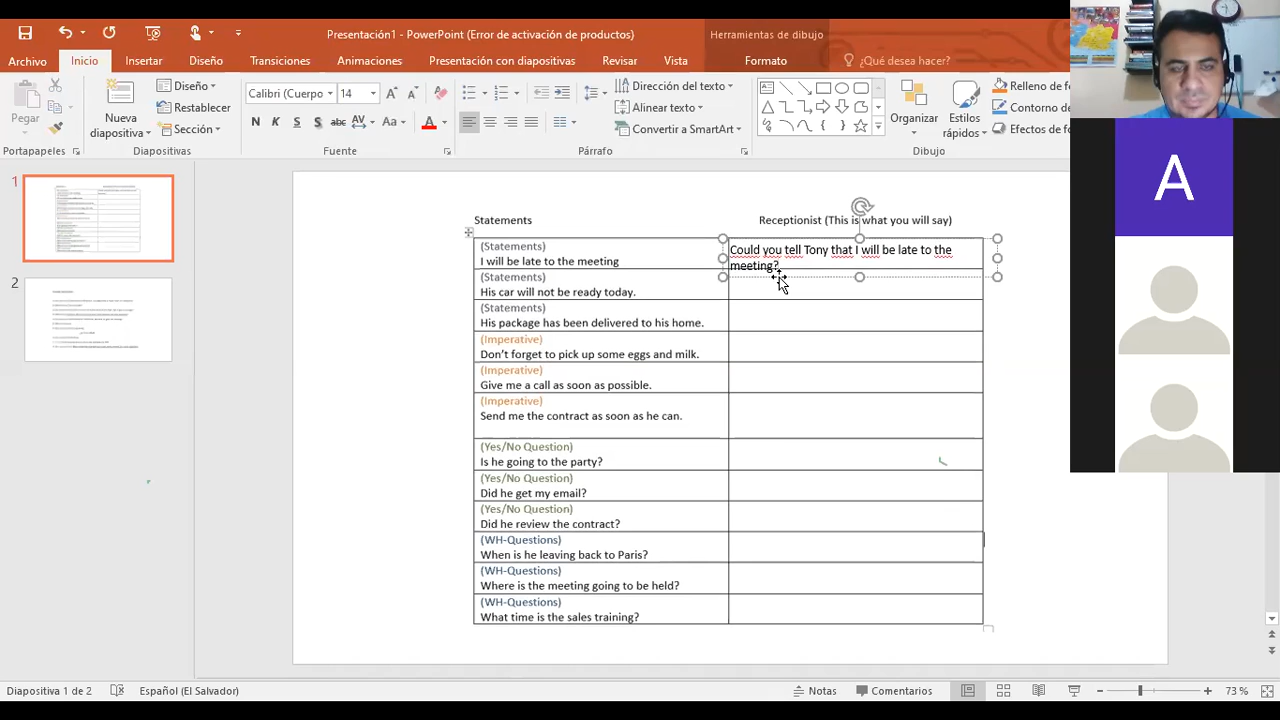 Presentación1 - PowerPoint (Error de activación de productos)
Herramientas de dibujo
Archivo
Inicio
Insertar
Diseño
Transiciones
Animaciones
Presentación con diapositivas
Revisar
Vista
Formato
¿Qué desea hacer?
Pegar
Nueva
diapositiva
Diseño
Restablecer
Sección
Calibri (Cuerpo
14
N K S S abc AV Aa A
Dirección del texto
Alinear texto
Convertir a SmartArt
Organizar
Estilos
rápidos
Relleno de fo
Contorno de
Efectos de fo
Portapapeles
Diapositivas
Fuente
Párrafo
Dibujo
1
2
Statements
Receptionist (This is what you will say)
(Statements)
I will be late to the meeting
Could you tell Tony that I will be late to the
meeting?
(Statements)
His car will not be ready today.
(Statements)
His package has been delivered to his home.
(Imperative)
Don't forget to pick up some eggs and milk.
(Imperative)
Give me a call as soon as possible.
(Imperative)
Send me the contract as soon as he can.
(Yes/No Question)
Is he going to the party?
(Yes/No Question)
Did he get my email?
(Yes/No Question)
Did he review the contract?
(WH-Questions)
When is he leaving back to Paris?
(WH-Questions)
Where is the meeting going to be held?
(WH-Questions)
What time is the sales training?
A
Diapositiva 1 de 2
Español (El Salvador)
Notas
Comentarios
73 %